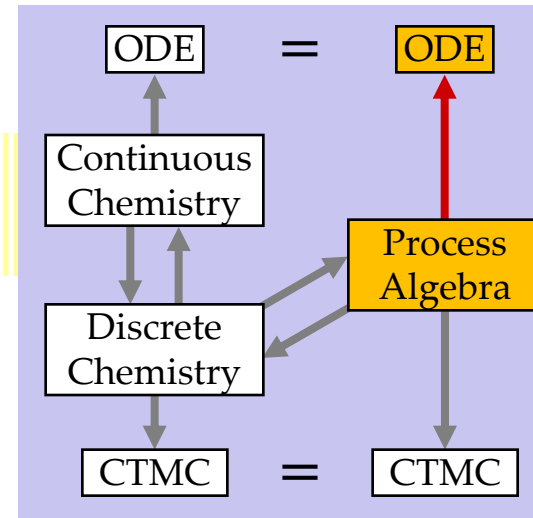 ODE = ODE
Continuous
Chemistry
Process
Algebra
Discrete
Chemistry
CTMC = CTMC